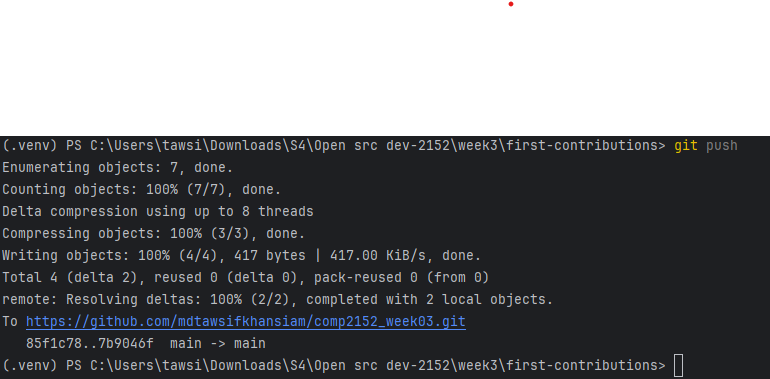 (.venv) PS C:\Users\tawsi\Downloads\S4\Open src dev-2152\week3\first-contributions> git push
Enumerating objects: 7, done.
Counting objects: 100% (7/7), done.
Delta compression using up to 8 threads
Compressing objects: 100% (3/3), done.
Writing objects: 100% (4/4), 417 bytes | 417.00 KiB/s, done.
Total 4 (delta 2), reused 0 (delta 0), pack-reused 0 (from 0)
remote: Resolving deltas: 100% (2/2), completed with 2 local objects.
To https://github.com/mdtawsifkhansiam/comp2152_week03.git
   85f1c78..7b9046f  main -> main
(.venv) PS C:\Users\tawsi\Downloads\S4\Open src dev-2152\week3\first-contributions>